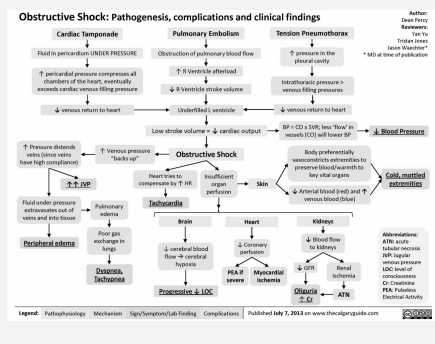 Obstructive Shock: Pathogenesis, complications and clinical findings
Author:
Dean Percy
Reviewers:
Yan Yu
Tristan Jones
Jason Waechter*
* MD at time of publication
Cardiac Tamponade
Pulmonary Embolism
Tension Pneumothorax
Fluid in pericardium UNDER PRESSURE
Obstruction of pulmonary blood flow
↑ pressure in the
pleural cavity
↑ pericardial pressure compresses all
chambers of the heart, eventually
exceeds cardiac venous filling pressure
↑ R Ventricle afterload
↓ R Ventricle stroke volume
Intrathoracic pressure >
venous filling pressures
↓ venous return to heart
Underfilled L ventricle
↓ venous return to heart
Low stroke volume = ↓ cardiac output
BP = CO x SVR; less 'flow' in
vessels (CO) will lower BP
↓ Blood Pressure
↑ Pressure distends
veins (since veins
have high compliance)
↑ Venous pressure
"backs up"
Obstructive Shock
Body preferentially
vasoconstricts extremities to
preserve blood/warmth to
key vital organs
↑↑ JVP
Heart tries to
compensate by ↑ HR
Insufficient
organ
perfusion
Skin
Cold, mottled
extremities
↓ Arterial blood (red) and ↑
venous blood (blue)
Tachycardia
Fluid under pressure
extravasates out of
veins and into tissue
Pulmonary
edema
Peripheral edema
Poor gas
exchange in
lungs
Dyspnea,
Tachypnea
Brain
Heart
Kidneys
↓ cerebral blood
flow → cerebral
hypoxia
↓ Coronary
perfusion
↓ Blood flow
to kidneys
PEA if
severe
Myocardial
ischemia
↓ GFR
Renal
ischemia
Progressive ↓ LOC
Oliguria
↑ Cr
ATN
Abbreviations:
ATN: acute
tubular necrosis
JVP: jugular
venous pressure
LOC: level of
consciousness
Cr: Creatinine
PEA: Pulseless
Electrical Activity
Legend: Pathophysiology Mechanism Sign/Symptom/Lab Finding Complications Published July 7, 2013 on www.thecalgaryguide.com